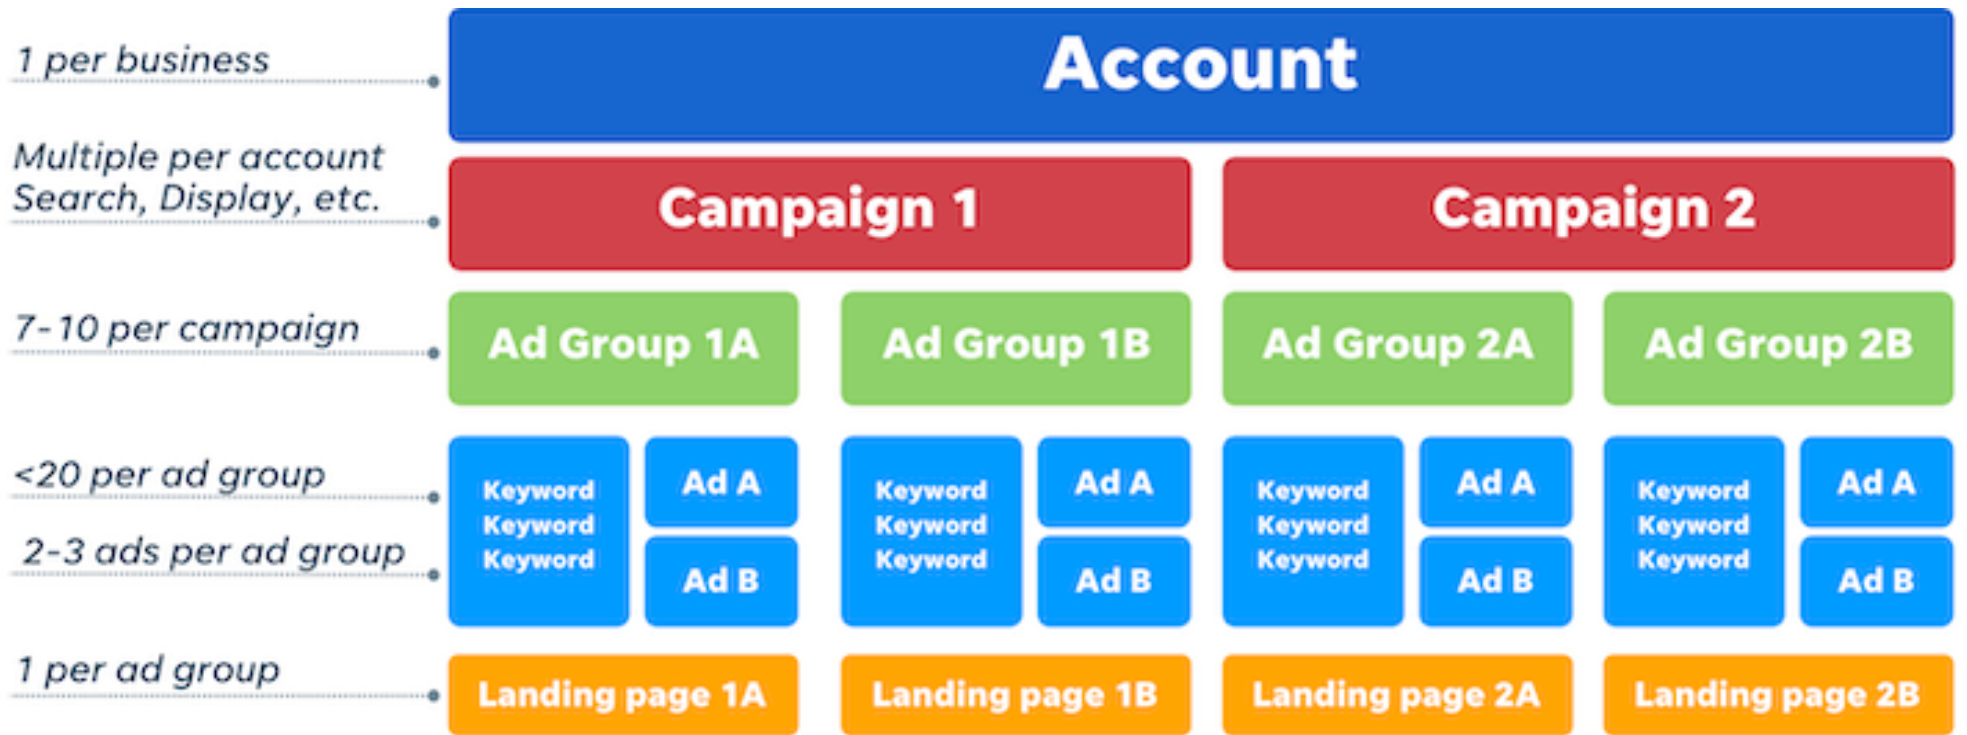 1 per business
Account
Multiple per account
Search, Display, etc.
Campaign 1
Campaign 2
7-10 per campaign
Ad Group 1A
Ad Group 1B
Ad Group 2A
Ad Group 2B
<20 per ad group
2-3 ads per ad group
Keyword
Keyword
Keyword
Ad A
Ad B
Keyword
Keyword
Keyword
Ad A
Ad B
Keyword
Keyword
Keyword
Ad A
Ad B
Keyword
Keyword
Keyword
Ad A
Ad B
1 per ad group
Landing page 1A
Landing page 1B
Landing page 2A
Landing page 2B